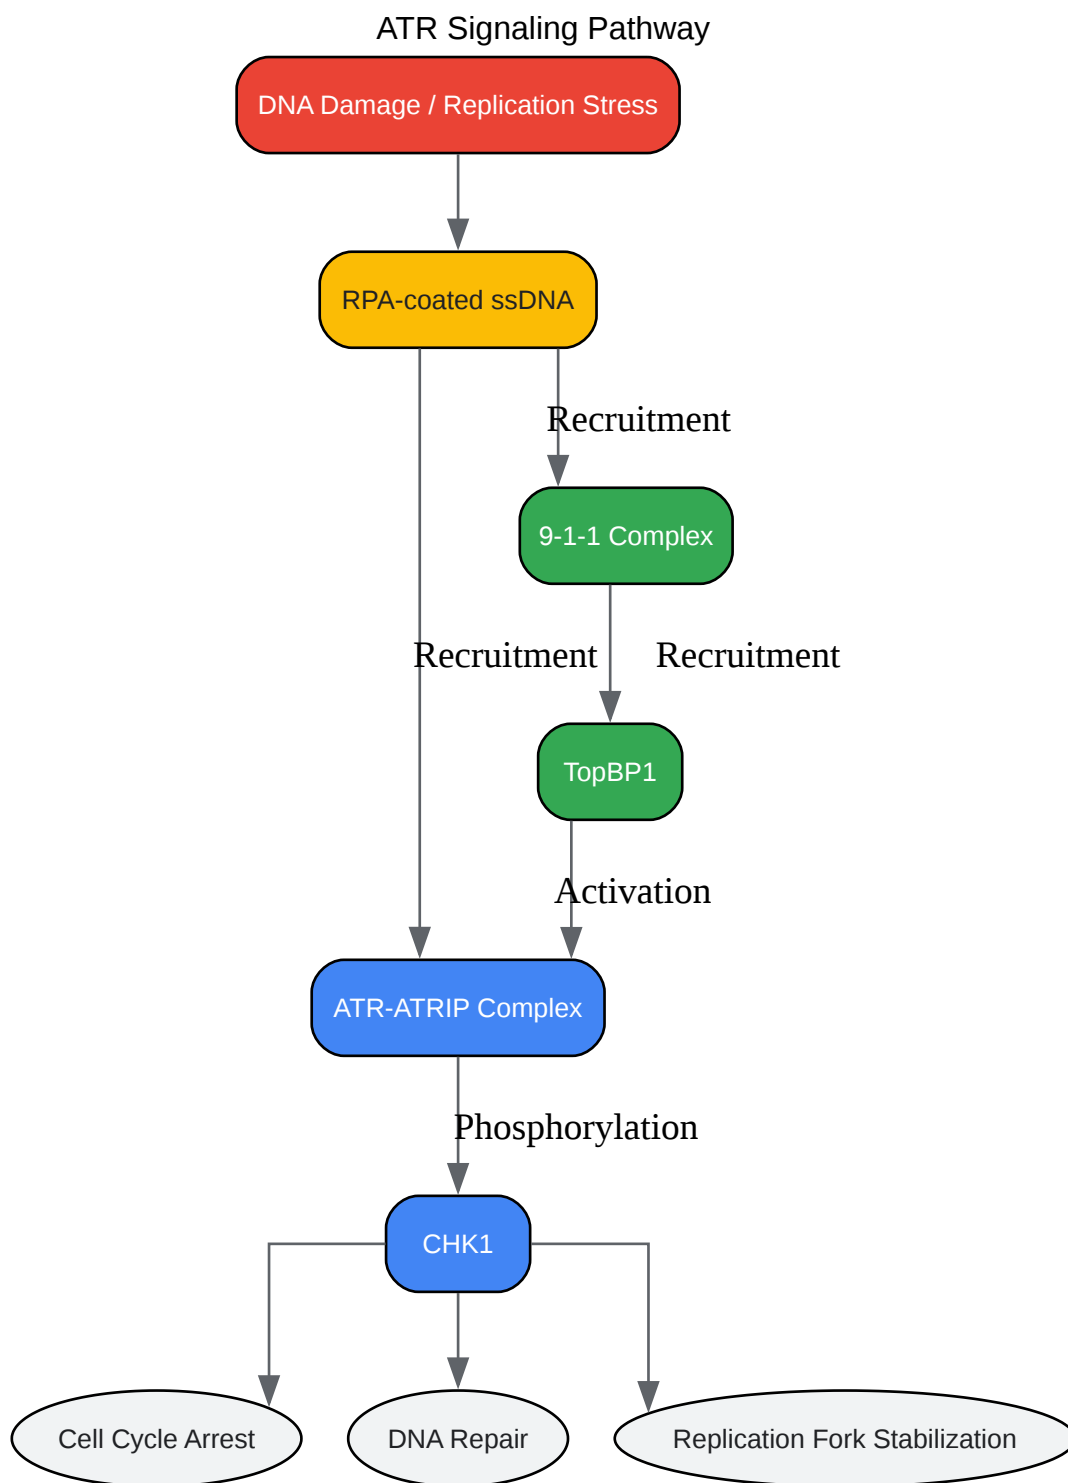 ATR Signaling Pathway
DNA Damage / Replication Stress
RPA-coated ssDNA
Recruitment
9-1-1 Complex
Recruitment
Recruitment
TopBP1
Activation
ATR-ATRIP Complex
Phosphorylation
CHK1
Cell Cycle Arrest
DNA Repair
Replication Fork Stabilization